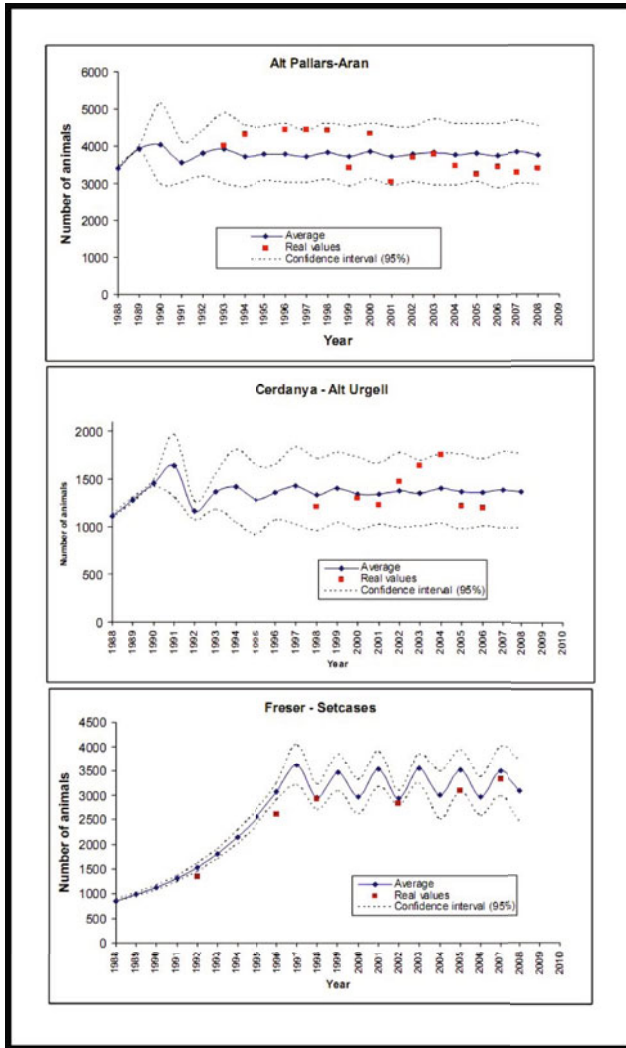 Alt Pallars-Aran
Number of animals
6000
5000
4000
3000
2000
1000
0
Average
Real values
Confidence interval (95%)
1988 1989 1990 1991 1992 1993 1994 1995 1996 1997 1998 1999 2000 2001 2002 2003 2004 2005 2006 2007 2008 2009
Year
Cerdanya - Alt Urgell
Number of animals
2000
1500
1000
500
0
Average
Real values
Confidence interval (95%)
1988 1989 1990 1991 1992 1993 1994 1995 1996 1997 1998 1999 2000 2001 2002 2003 2004 2005 2006 2007 2008 2009 2010
Year
Freser - Setcases
Number of animals
4500
4000
3500
3000
2500
2000
1500
1000
500
0
Average
Real values
Confidence interval (95%)
1984 1989 1990 1991 1992 1993 1994 1995 1996 1997 1998 1999 2000 2001 2002 2003 2004 2005 2006 2007 2008 2009 2010
Year